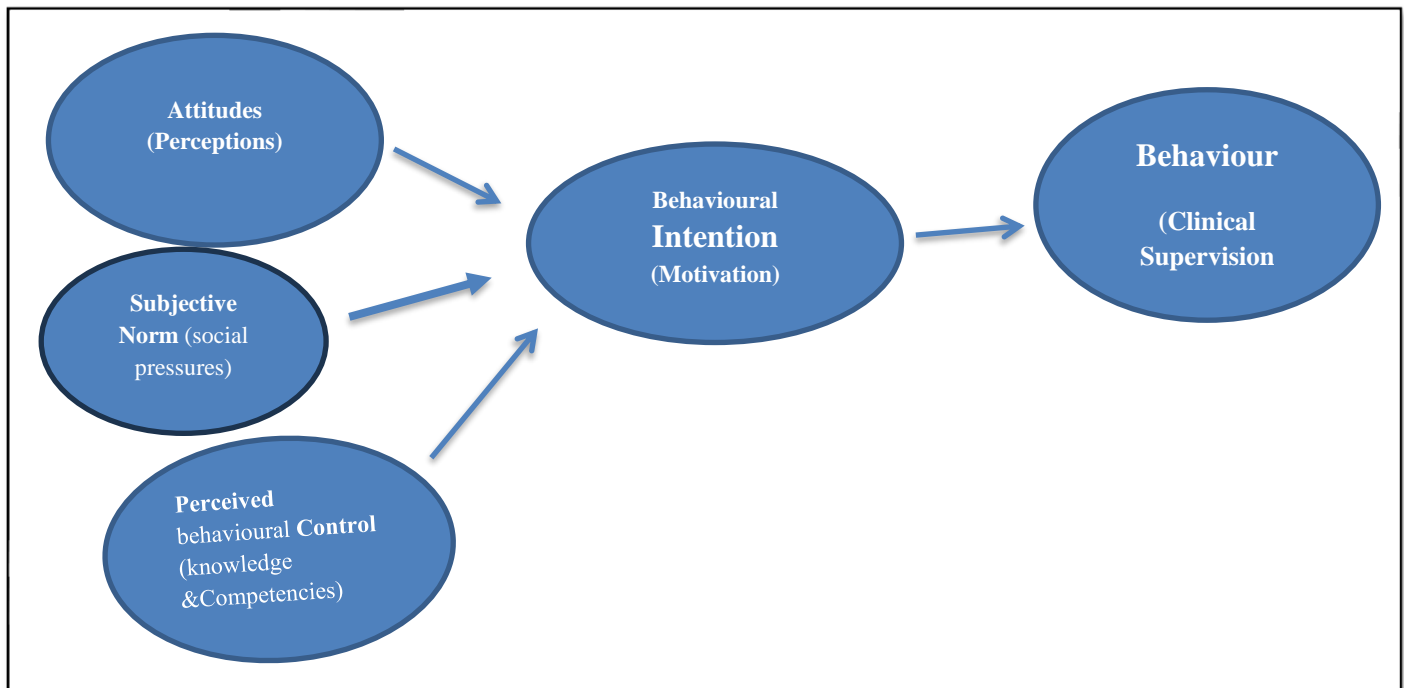 Attitudes
(Perceptions)
Subjective
Norm (social
pressures)
Perceived
behavioural Control
(knowledge
&Competencies)
Behavioural
Intention
(Motivation)
Behaviour
(Clinical
Supervision